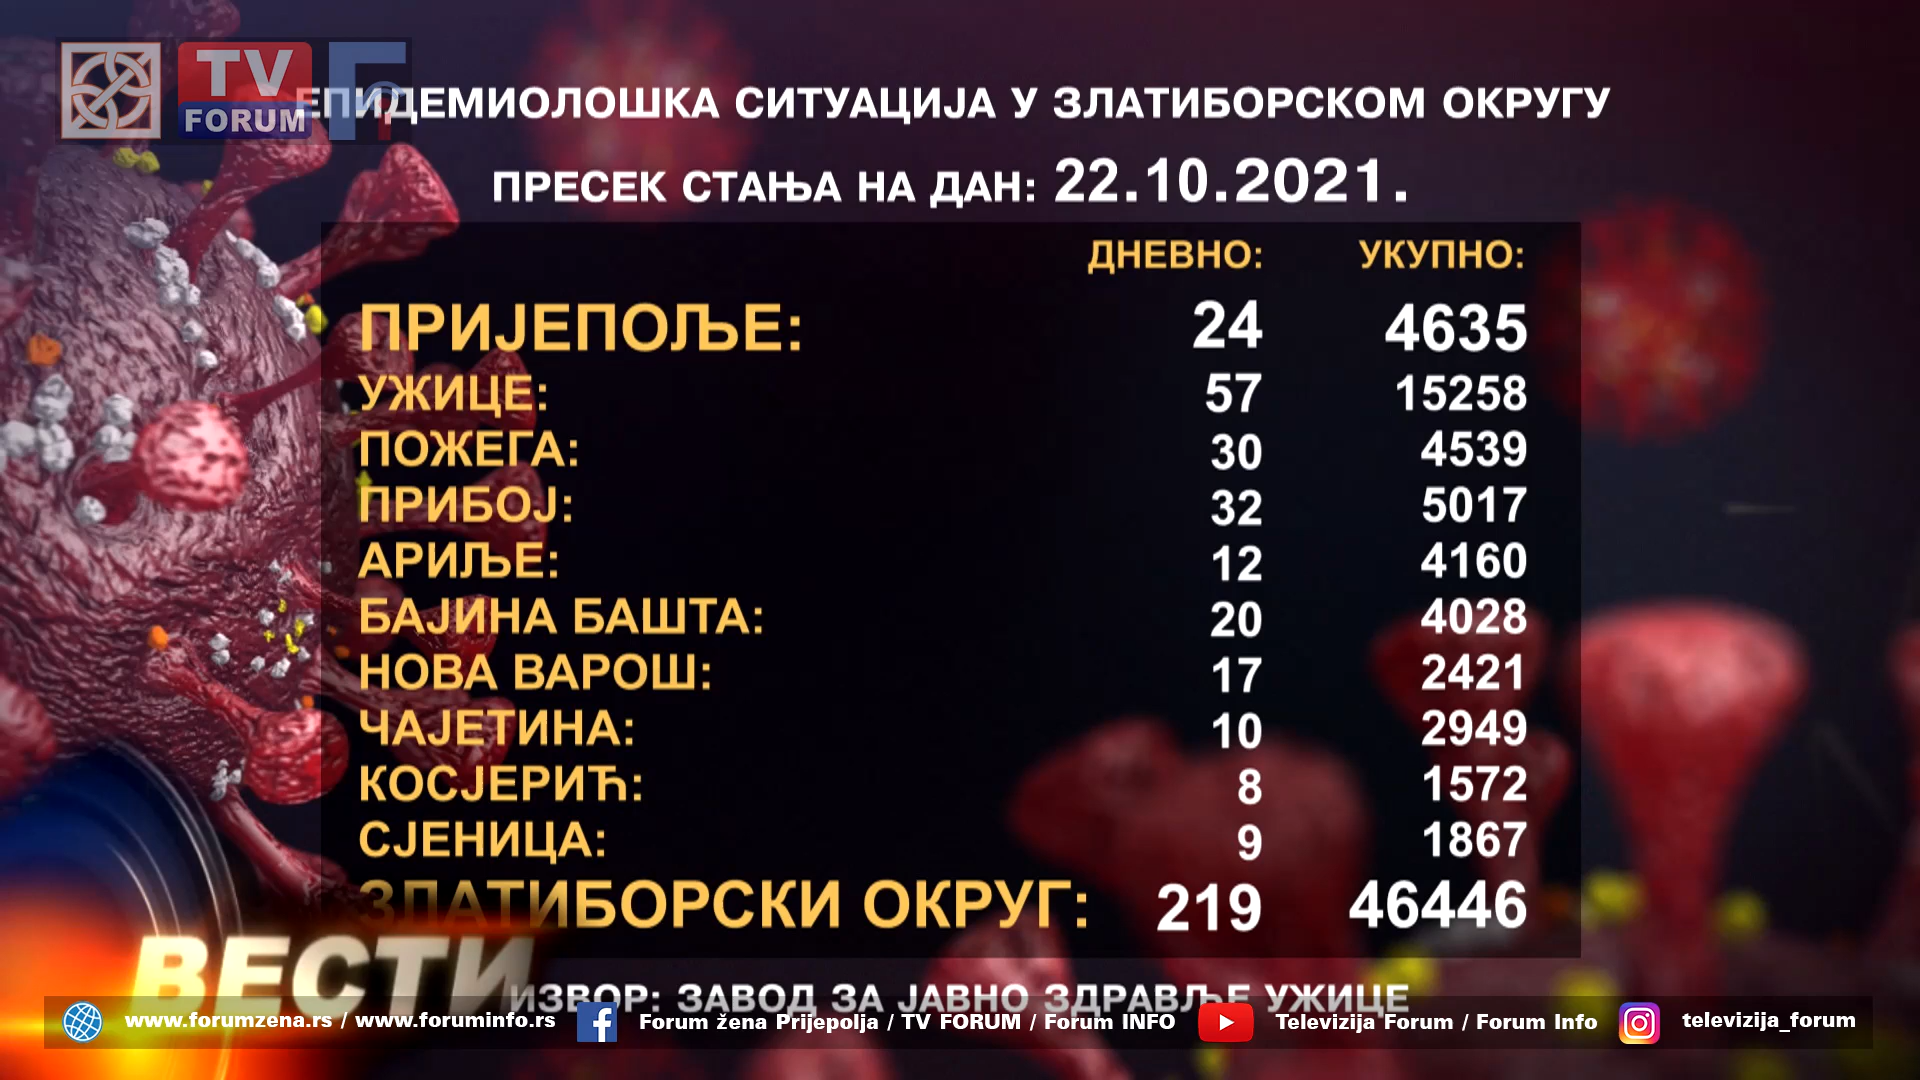 TV
FORUM
ЕПИДЕМИОЛОШКА СИТУАЦИЈА У ЗЛАТИБОРСКОМ ОКРУГУ
ПРЕСЕК СТАЊА НА ДАН: 22.10.2021.
ДНЕВНО: УКУПНО:
ПРИЈЕПОЉЕ: 24 4635
УЖИЦЕ: 57 15258
ПОЖЕГА: 30 4539
ПРИБОЈ: 32 5017
АРИЉЕ: 12 4160
БАЈИНА БАШТА: 20 4028
НОВА ВАРОШ: 17 2421
ЧАЈЕТИНА: 10 2949
КОСЈЕРИЋ: 8 1572
СЈЕНИЦА: 9 1867
ЗЛАТИБОРСКИ ОКРУГ: 219 46446
ВЕСТИ
ИЗВОР: ЗАВОД ЗА ЈАВНО ЗДРАВЉЕ УЖИЦЕ
www.forumzena.rs / www.foruminfo.rs Forum žena Prijepolja / TV FORUM / Forum INFO Televizija Forum / Forum Info televizija_forum